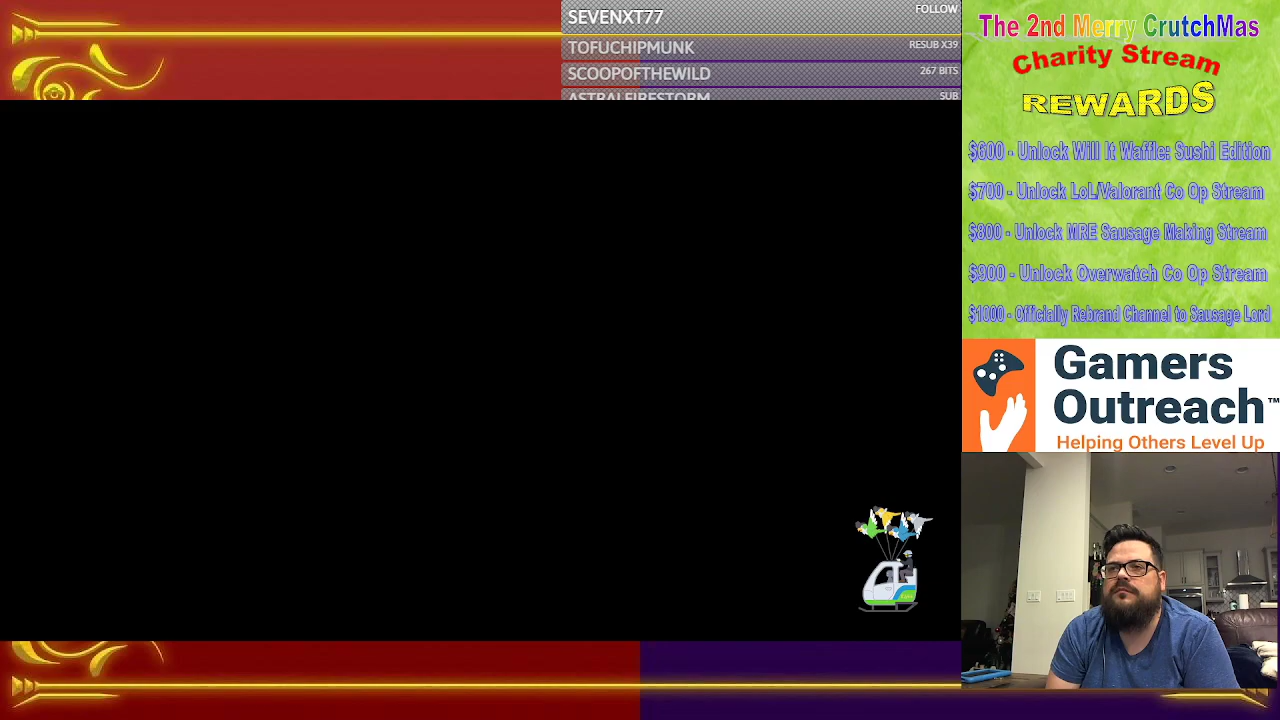 SEVENXT77
FOLLOW
TOFUCHIPMUNK
RESUB X39
SCOOPOFTHEWILD
267 BITS
ASTRALFIRESTORM
SUB
The 2nd Merry CrutchMas
Charity Stream
REWARDS
$600 - Unlock Will It Waffle: Sushi Edition
$700 - Unlock LoL/Valorant Co Op Stream
$800 - Unlock MRE Sausage Making Stream
$900 - Unlock Overwatch Co Op Stream
$1000 - Officially Rebrand Channel to Sausage Lord
Gamers
Outreach™
Helping Others Level Up